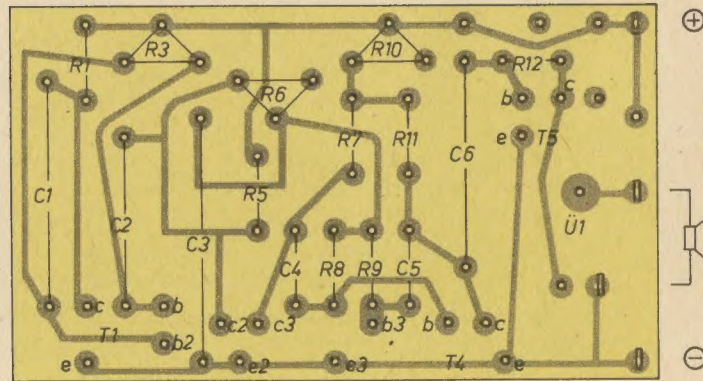 R1 R3 R10 ⊕
R6 R12
b c
R7 R11 C6 e T5
C1 C2 C3 R5 Ü1
C4 R8 R9 C5
c b c2 c3 b3 b c
T1 b2
e e2 e3 T4 e ⊖